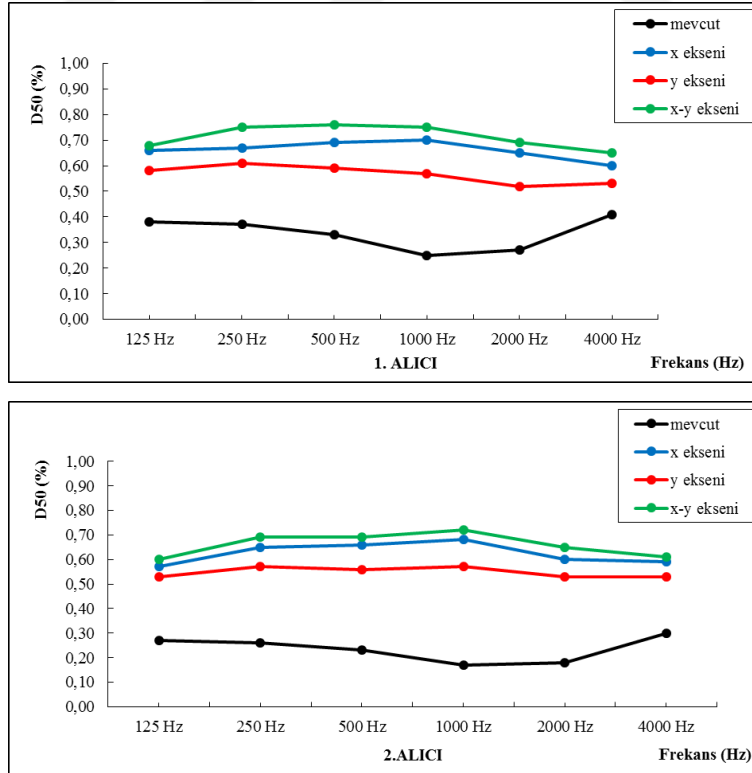 mevcut
x ekseni
y ekseni
x-y ekseni
D50 (%)
1,00
0,90
0,80
0,70
0,60
0,50
0,40
0,30
0,20
0,10
0,00
125 Hz 250 Hz 500 Hz 1000 Hz 2000 Hz 4000 Hz
1. ALICI Frekans (Hz)
mevcut
x ekseni
y ekseni
x-y ekseni
D50 (%)
1,00
0,90
0,80
0,70
0,60
0,50
0,40
0,30
0,20
0,10
0,00
125 Hz 250 Hz 500 Hz 1000 Hz 2000 Hz 4000 Hz
2.ALICI Frekans (Hz)